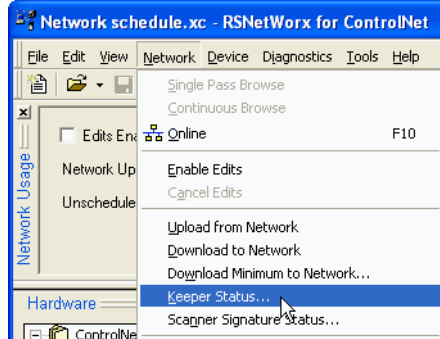 Network schedule.xc - RSNetWorx for ControlNet
File Edit View Network Device Diagnostics Tools Help
Single Pass Browse
Continuous Browse
Online F10
Edits Ena
Enable Edits
Network Up
Cancel Edits
Unschedule
Upload from Network
Download to Network
Download Minimum to Network...
Keeper Status...
Scanner Signature Status...
Network Usage
Hardware
ControlNe